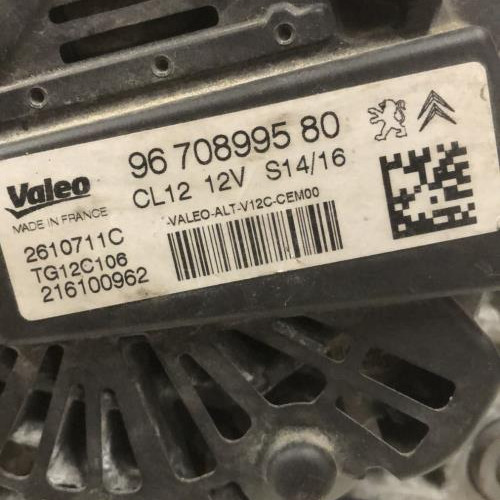 96 708995 80
CL12 12V S14/16
Valeo
MADE IN FRANCE
-VALEO-ALT-V12C-CEM00
2610711C
TG12C106
216100962